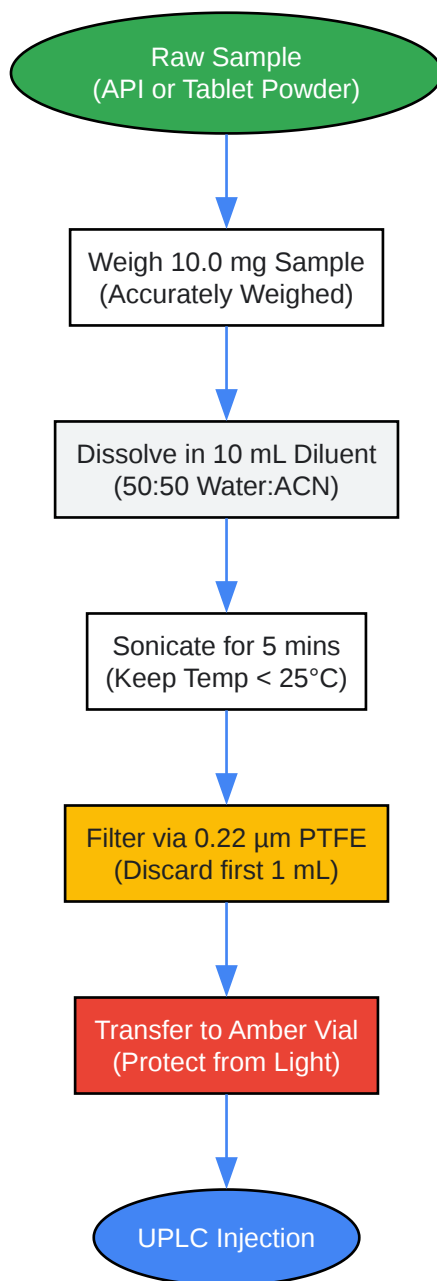 Raw Sample
(API or Tablet Powder)
Weigh 10.0 mg Sample
(Accurately Weighed)
Dissolve in 10 mL Diluent
(50:50 Water:ACN)
Sonicate for 5 mins
(Keep Temp < 25°C)
Filter via 0.22 µm PTFE
(Discard first 1 mL)
Transfer to Amber Vial
(Protect from Light)
UPLC Injection